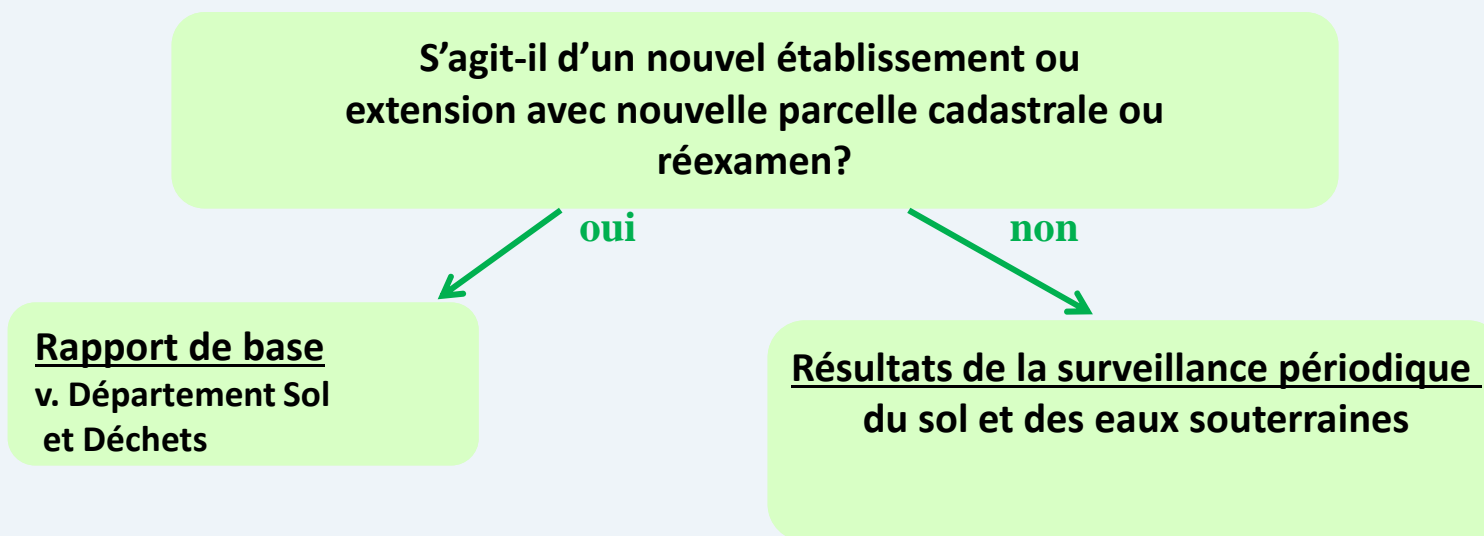 S’agit-il d’un nouvel établissement ou
extension avec nouvelle parcelle cadastrale ou
réexamen?
oui
non
Rapport de base
v. Département Sol
et Déchets
Résultats de la surveillance périodique
du sol et des eaux souterraines